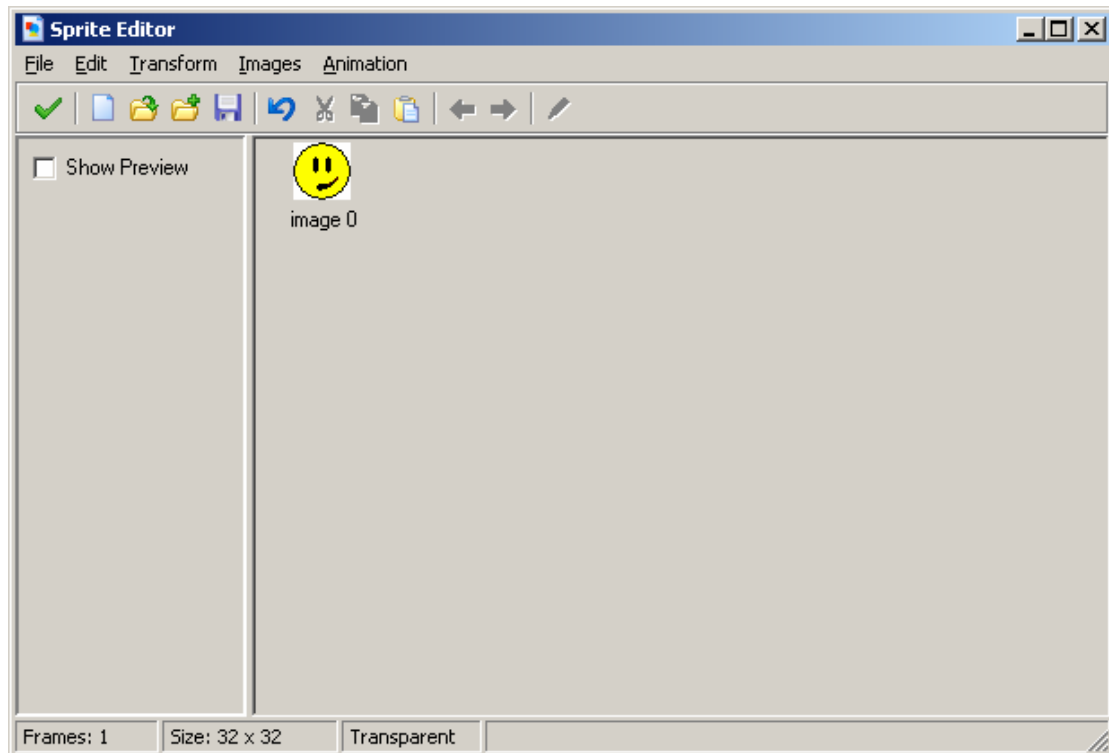 Sprite Editor
File Edit Transform Images Animation
Show Preview
image 0
Frames: 1 Size: 32 x 32 Transparent